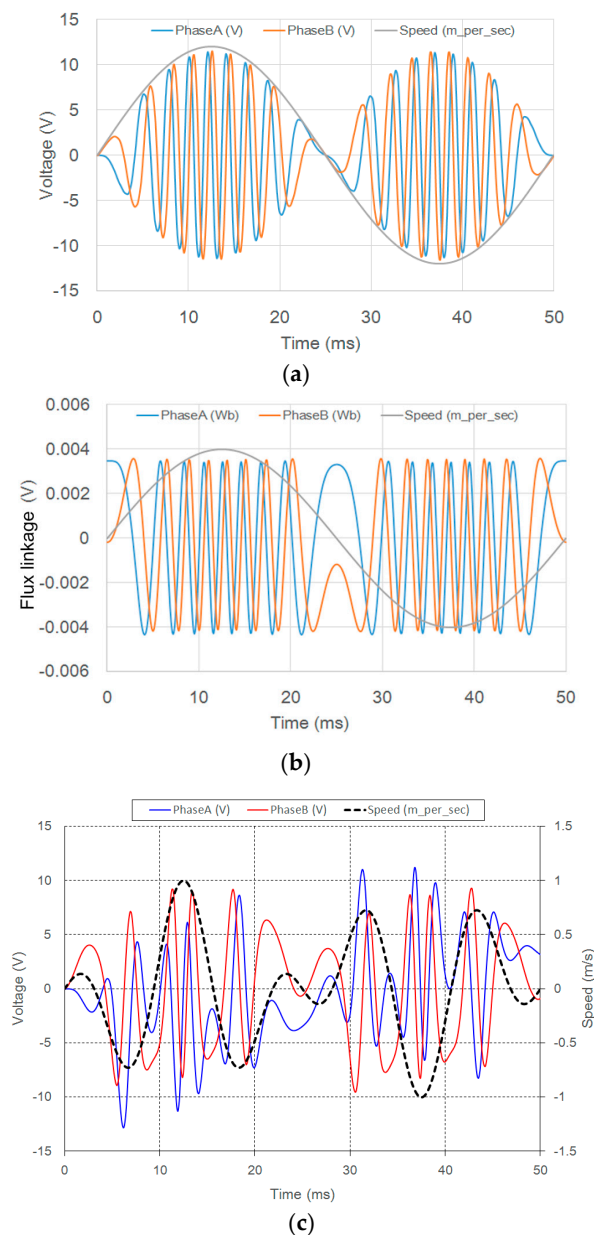 PhaseA (V) PhaseB (V) Speed (m_per_sec)
15
10
5
0
-5
-10
-15
Voltage (V)
0 10 20 30 40 50
Time (ms)
(a)
PhaseA (Wb) PhaseB (Wb) Speed (m_per_sec)
0.006
0.004
0.002
0
-0.002
-0.004
-0.006
Flux linkage (V)
0 10 20 30 40 50
Time (ms)
(b)
PhaseA (V) PhaseB (V) Speed (m_per_sec)
15 1.5
10 1
5 0.5
0 0
-5 -0.5
-10 -1
-15 -1.5
Voltage (V) Speed (m/s)
0 10 20 30 40 50
Time (ms)
(c)